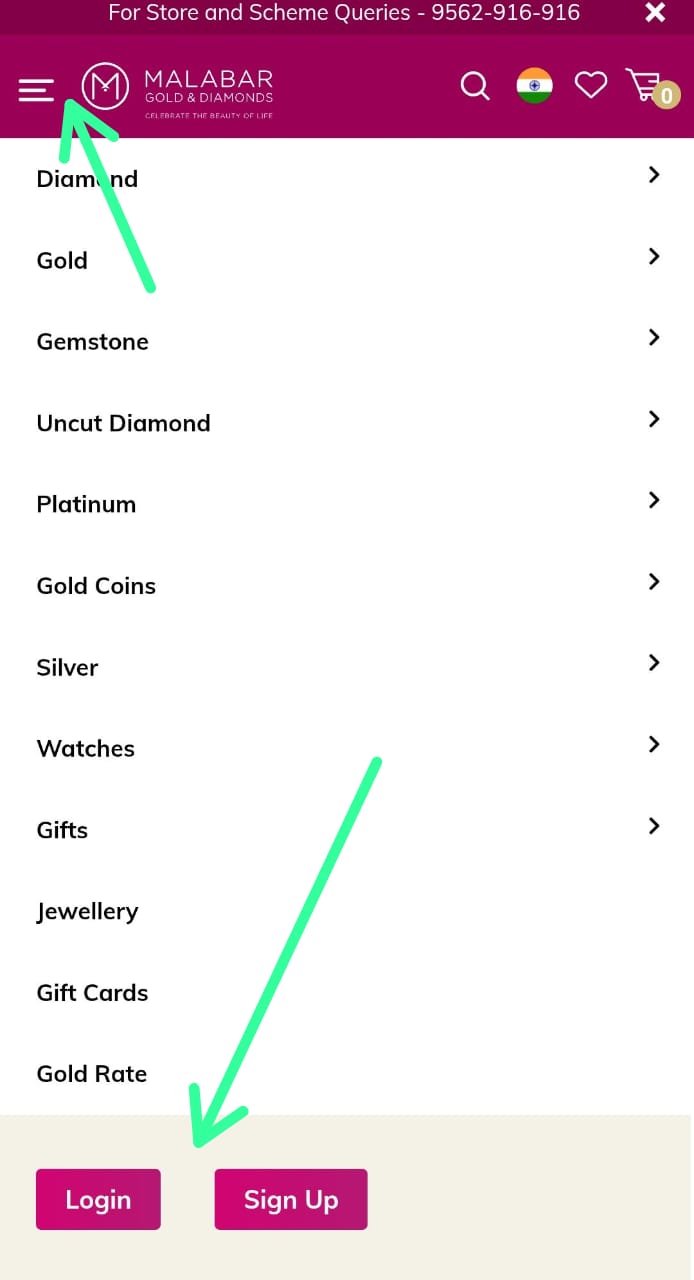 For Store and Scheme Queries - 9562-916-916
MALABAR
GOLD & DIAMONDS
CELEBRATE THE BEAUTY OF LIFE
0
Diamond
Gold
Gemstone
Uncut Diamond
Platinum
Gold Coins
Silver
Watches
Gifts
Jewellery
Gift Cards
Gold Rate
Login Sign Up